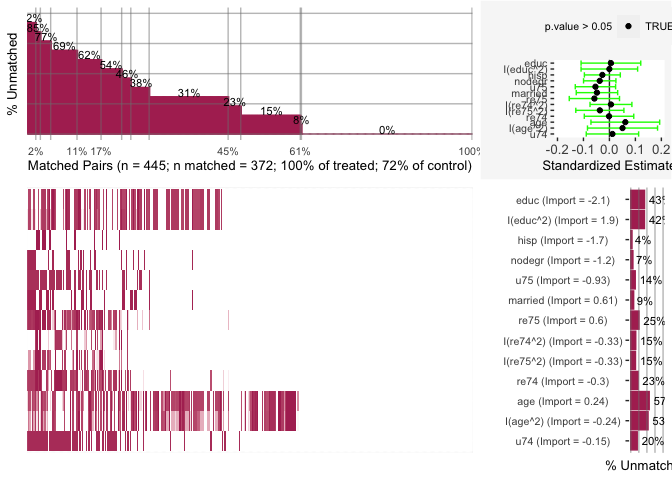 % Unmatched
92%
85%
77%
69%
62%
54%
46%
38%
31%
23%
15%
8%
0%
2% 11% 17% 45% 61% 100%
Matched Pairs (n = 445; n matched = 372; 100% of treated; 72% of control)
p.value > 0.05 TRUE
educ
I(educ^2)
hisp
nodegr
u75
married
re75
I(re74^2)
I(re75^2)
re74
age
I(age^2)
u74
-0.2 -0.1 0.0 0.1 0.2
Standardized Estimate
educ (Import = -2.1) 43%
I(educ^2) (Import = 1.9) 42%
hisp (Import = -1.7) 4%
nodegr (Import = -1.2) 7%
u75 (Import = -0.93) 14%
married (Import = 0.61) 9%
re75 (Import = 0.6) 25%
I(re74^2) (Import = -0.33) 15%
I(re75^2) (Import = -0.33) 15%
re74 (Import = -0.3) 23%
age (Import = 0.24) 57
I(age^2) (Import = -0.24) 53
u74 (Import = -0.15) 20%
% Unmatch